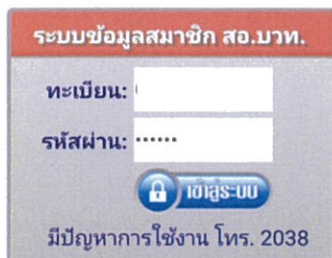 ระบบข้อมูลสมาชิก สอ.บวท.
ทะเบียน:
รหัสผ่าน: ••••••
เข้าสู่ระบบ
มีปัญหาการใช้งาน โทร. 2038